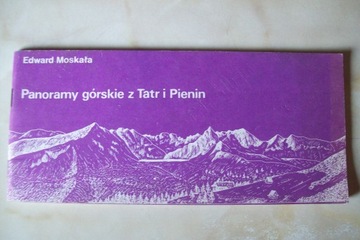 Edward Moskała
Panoramy górskie z Tatr i Pienin